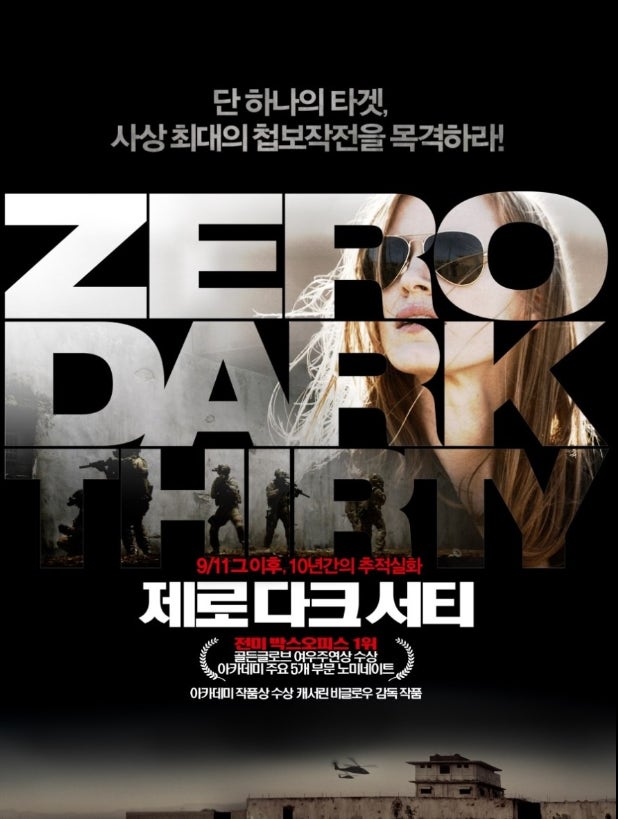 단 하나의 타겟,
사상 최대의 첩보작전을 목격하라!
ZERO
DARK
THIRTY
9/11 그 이후, 10년간의 추적실화
제로 다크 서티
전미 박스오피스 1위
골든글로브 여우주연상 수상
아카데미 주요 5개 부문 노미네이트
아카데미 작품상 수상 캐서린 비글로우 감독 작품